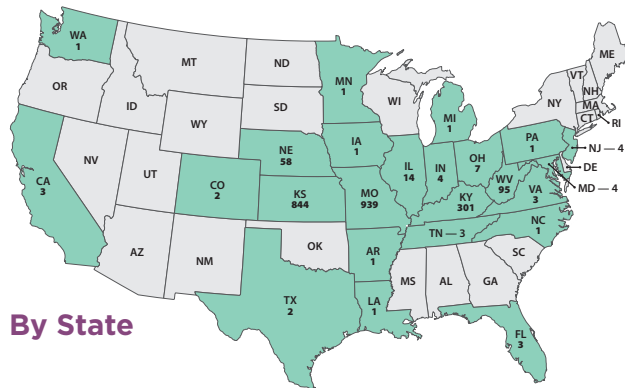 WA
1
OR
CA
3
NV
ID
MT
WY
UT
AZ
CO
2
NM
ND
SD
NE
58
KS
844
OK
TX
2
MN
1
IA
1
MO
939
AR
1
LA
1
WI
IL
14
MI
1
IN
4
OH
7
KY
301
TN — 3
MS
AL
GA
FL
3
SC
NC
1
VA
3
WV
95
PA
1
NY
VT
NH
ME
MA
CT
RI
NJ — 4
DE
MD — 4
By State